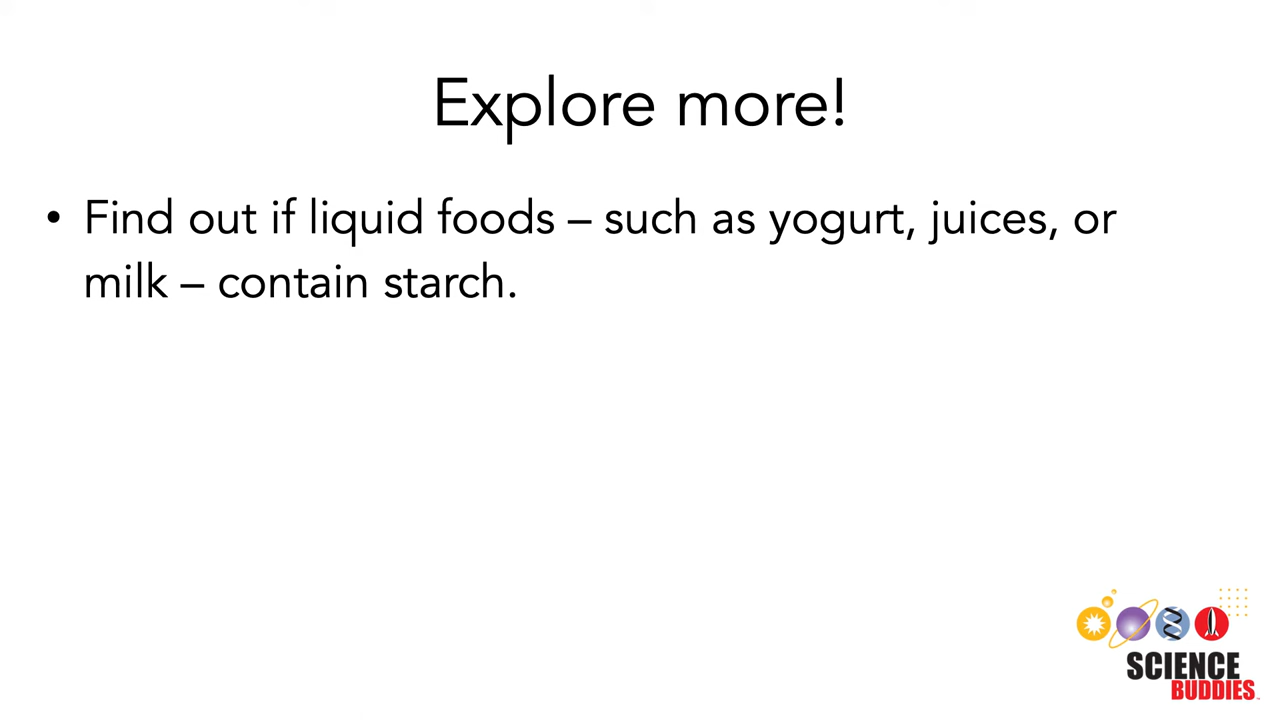 Explore more!
• Find out if liquid foods – such as yogurt, juices, or
milk – contain starch.
SCIENCE
BUDDIES